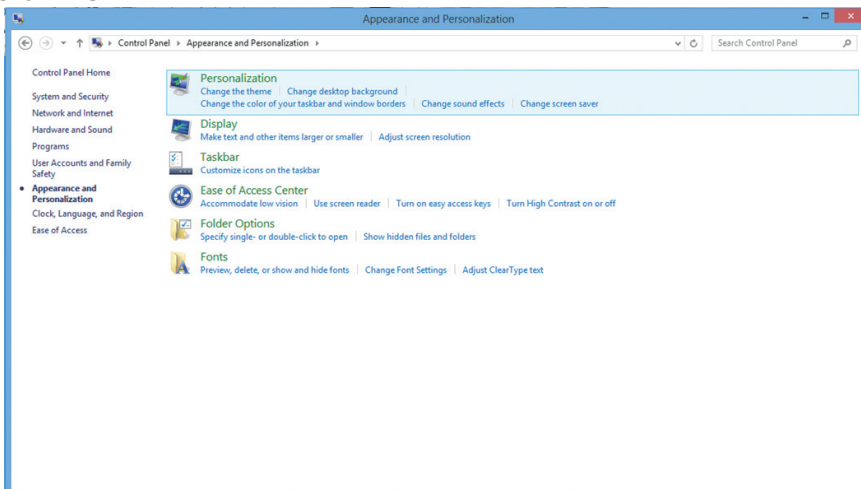 Appearance and Personalization
Control Panel Appearance and Personalization
Search Control Panel
Control Panel Home
System and Security
Network and Internet
Hardware and Sound
Programs
User Accounts and Family
Safety
Appearance and
Personalization
Clock, Language, and Region
Ease of Access
Personalization
Change the theme Change desktop background
Change the color of your taskbar and window borders Change sound effects Change screen saver
Display
Make text and other items larger or smaller Adjust screen resolution
Taskbar
Customize icons on the taskbar
Ease of Access Center
Accommodate low vision Use screen reader Turn on easy access keys Turn High Contrast on or off
Folder Options
Specify single- or double-click to open Show hidden files and folders
Fonts
Preview, delete, or show and hide fonts Change Font Settings Adjust ClearType text